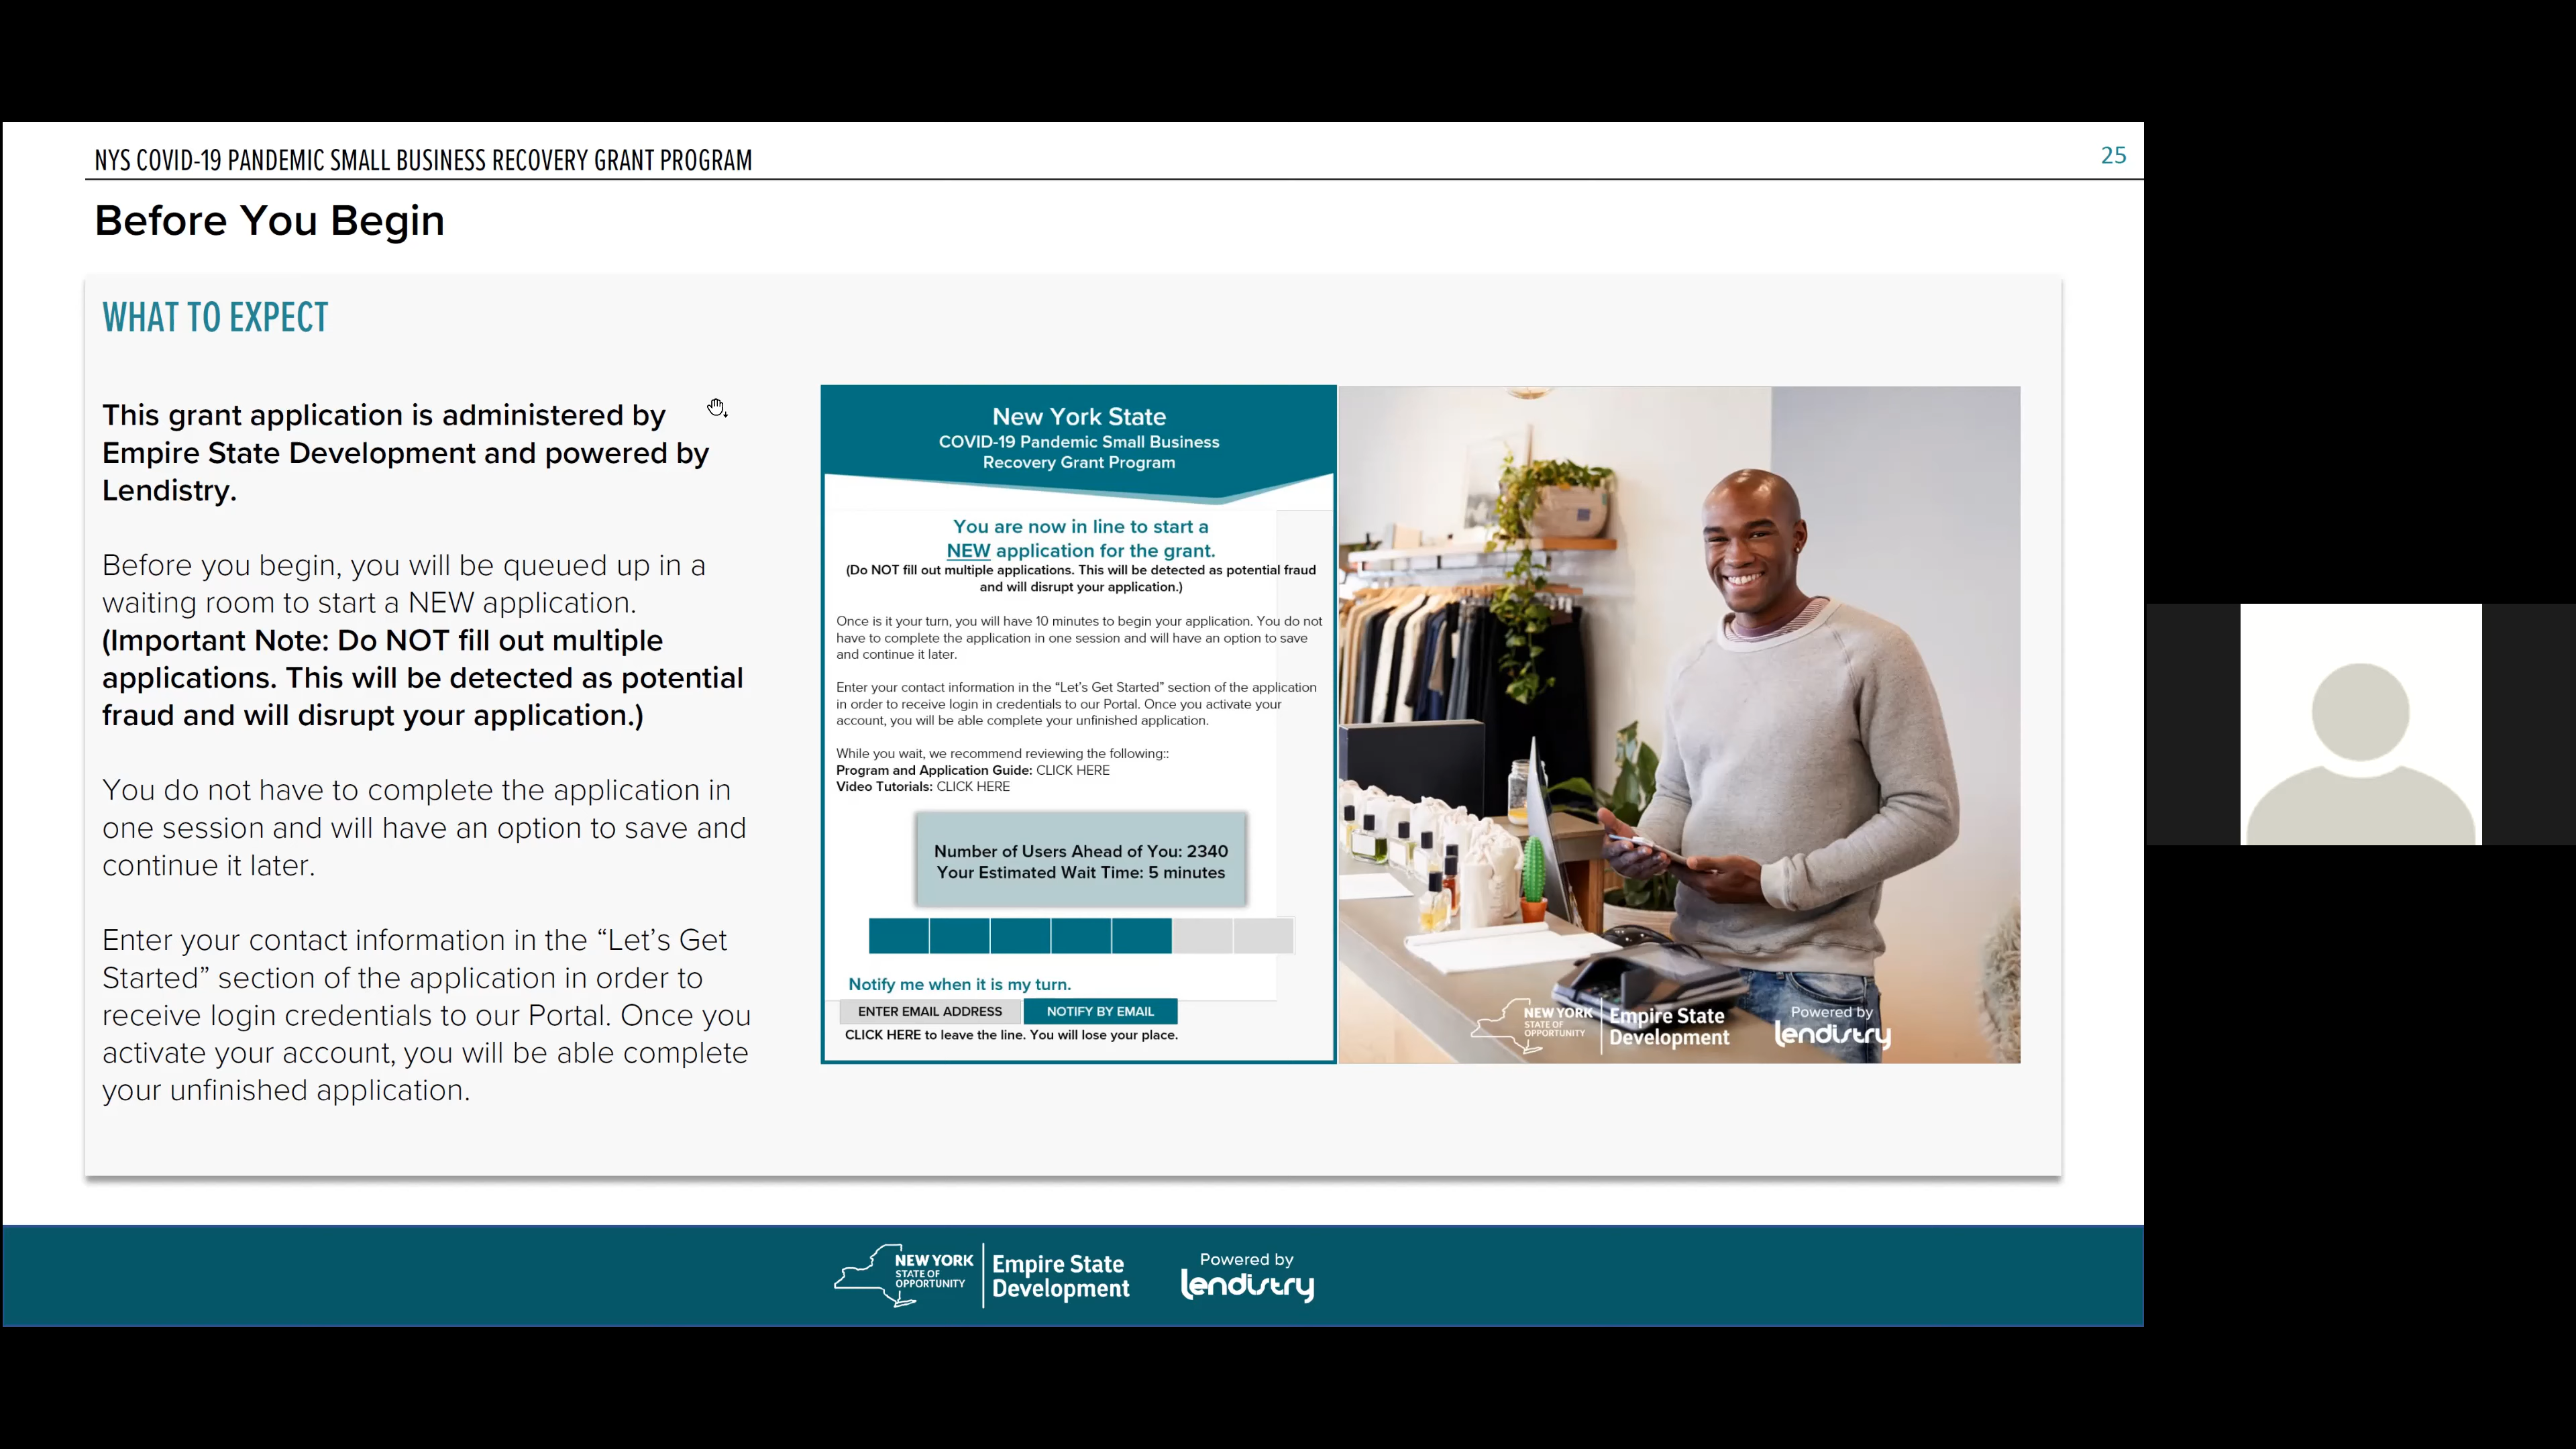 NYS COVID-19 PANDEMIC SMALL BUSINESS RECOVERY GRANT PROGRAM
25
Before You Begin
WHAT TO EXPECT
This grant application is administered by
Empire State Development and powered by
Lendistry.
Before you begin, you will be queued up in a
waiting room to start a NEW application.
(Important Note: Do NOT fill out multiple
applications. This will be detected as potential
fraud and will disrupt your application.)
You do not have to complete the application in
one session and will have an option to save and
continue it later.
Enter your contact information in the “Let’s Get
Started” section of the application in order to
receive login credentials to our Portal. Once you
activate your account, you will be able complete
your unfinished application.
New York State
COVID-19 Pandemic Small Business
Recovery Grant Program
You are now in line to start a
NEW application for the grant.
(Do NOT fill out multiple applications. This will be detected as potential fraud
and will disrupt your application.)
Once is it your turn, you will have 10 minutes to begin your application. You do not
have to complete the application in one session and will have an option to save
and continue it later.
Enter your contact information in the “Let’s Get Started” section of the application
in order to receive login in credentials to our Portal. Once you activate your
account, you will be able complete your unfinished application.
While you wait, we recommend reviewing the following::
Program and Application Guide: CLICK HERE
Video Tutorials: CLICK HERE
Number of Users Ahead of You: 2340
Your Estimated Wait Time: 5 minutes
Notify me when it is my turn.
ENTER EMAIL ADDRESS
NOTIFY BY EMAIL
CLICK HERE to leave the line. You will lose your place.
NEW YORK
STATE OF
OPPORTUNITY
Empire State
Development
Powered by
lendistry
NEW YORK
STATE OF
OPPORTUNITY
Empire State
Development
Powered by
lendistry